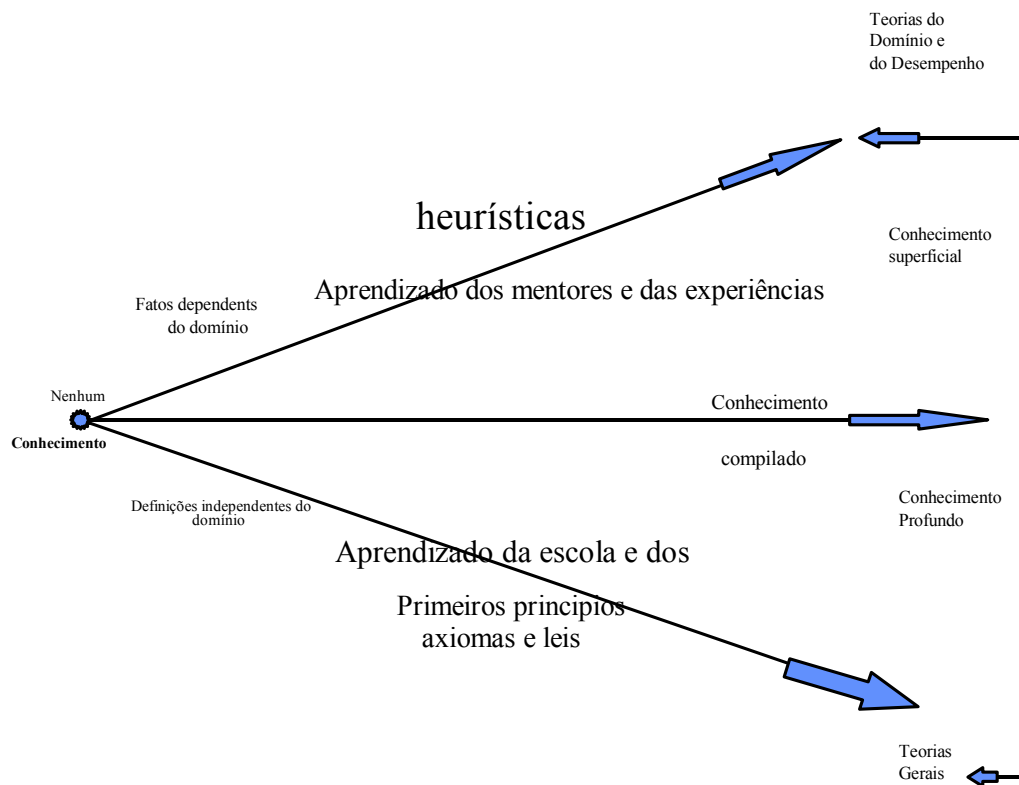 Teorias do
Domínio e
do Desempenho
heurísticas
Conhecimento
superficial
Aprendizado dos mentores e das experiências
Fatos dependents
do domínio
Nenhum
Conhecimento
Conhecimento
compilado
Definições independentes do
domínio
Conhecimento
Profundo
Aprendizado da escola e dos
Primeiros principios
axiomas e leis
Teorias
Gerais